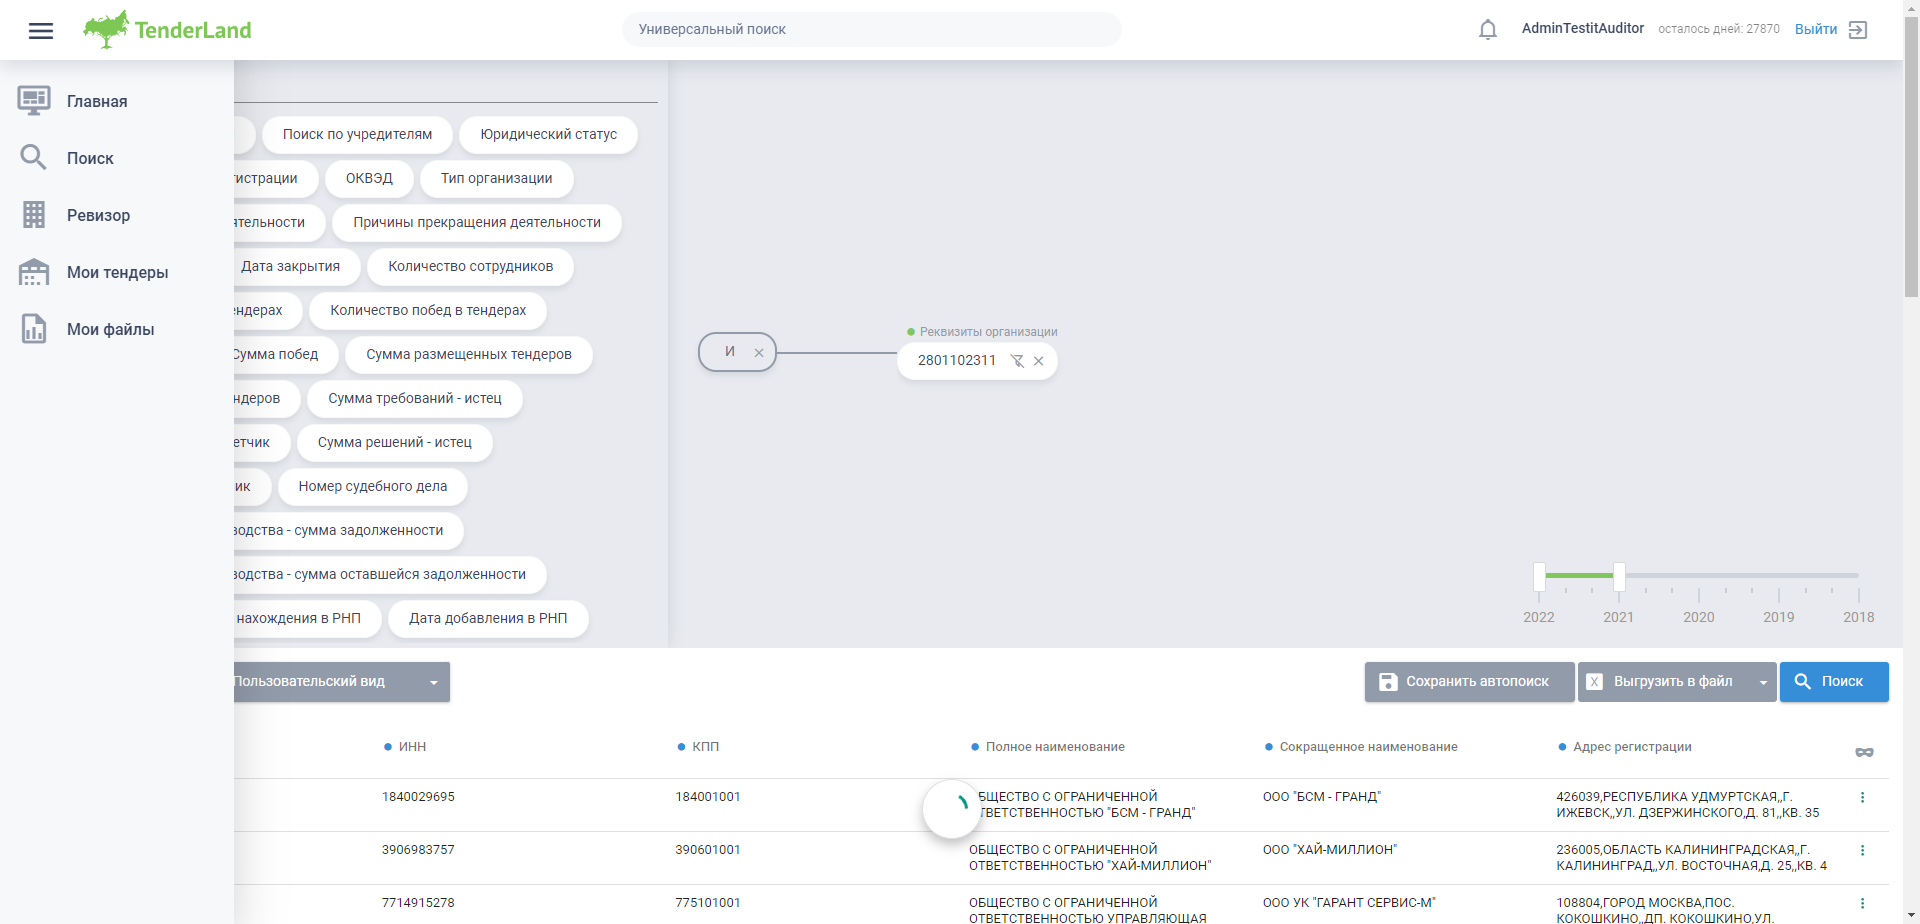 TenderLand
Универсальный поиск
AdminTestitAuditor
осталось дней: 27870
Выйти
Главная
Поиск
Ревизор
Мои тендеры
Мои файлы
Поиск по учредителям
Юридический статус
гистрации
ОКВЭД
Тип организации
ятельности
Причины прекращения деятельности
Дата закрытия
Количество сотрудников
ендерах
Количество побед в тендерах
Сумма побед
Сумма размещенных тендеров
ндеров
Сумма требований - истец
етчик
Сумма решений - истец
ик
Номер судебного дела
водства - сумма задолженности
водства - сумма оставшейся задолженности
нахождения в РНП
Дата добавления в РНП
И
Реквизиты организации
2801102311
2022
2021
2020
2019
2018
Пользовательский вид
Сохранить автопоиск
X
Выгрузить в файл
Поиск
ИНН
КПП
Полное наименование
Сокращенное наименование
Адрес регистрации
1840029695
184001001
БЩЕСТВО С ОГРАНИЧЕННОЙ
ТВЕТСТВЕННОСТЬЮ "БСМ - ГРАНД"
ООО "БСМ - ГРАНД"
426039,РЕСПУБЛИКА УДМУРТСКАЯ,,Г.
ИЖЕВСК,,УЛ. ДЗЕРЖИНСКОГО,Д. 81,,КВ. 35
3906983757
390601001
ОБЩЕСТВО С ОГРАНИЧЕННОЙ
ОТВЕТСТВЕННОСТЬЮ "ХАЙ-МИЛЛИОН"
ООО "ХАЙ-МИЛЛИОН"
236005,ОБЛАСТЬ КАЛИНИНГРАДСКАЯ,,Г.
КАЛИНИНГРАД,,УЛ. ВОСТОЧНАЯ,Д. 25,,КВ. 4
7714915278
775101001
ОБЩЕСТВО С ОГРАНИЧЕННОЙ
ОТВЕТСТВЕННОСТЬЮ УПРАВЛЯЮЩАЯ
ООО УК "ГАРАНТ СЕРВИС-М"
108804,ГОРОД МОСКВА,ПОС.
КОКОШКИНО,,ДП. КОКОШКИНО,УЛ.